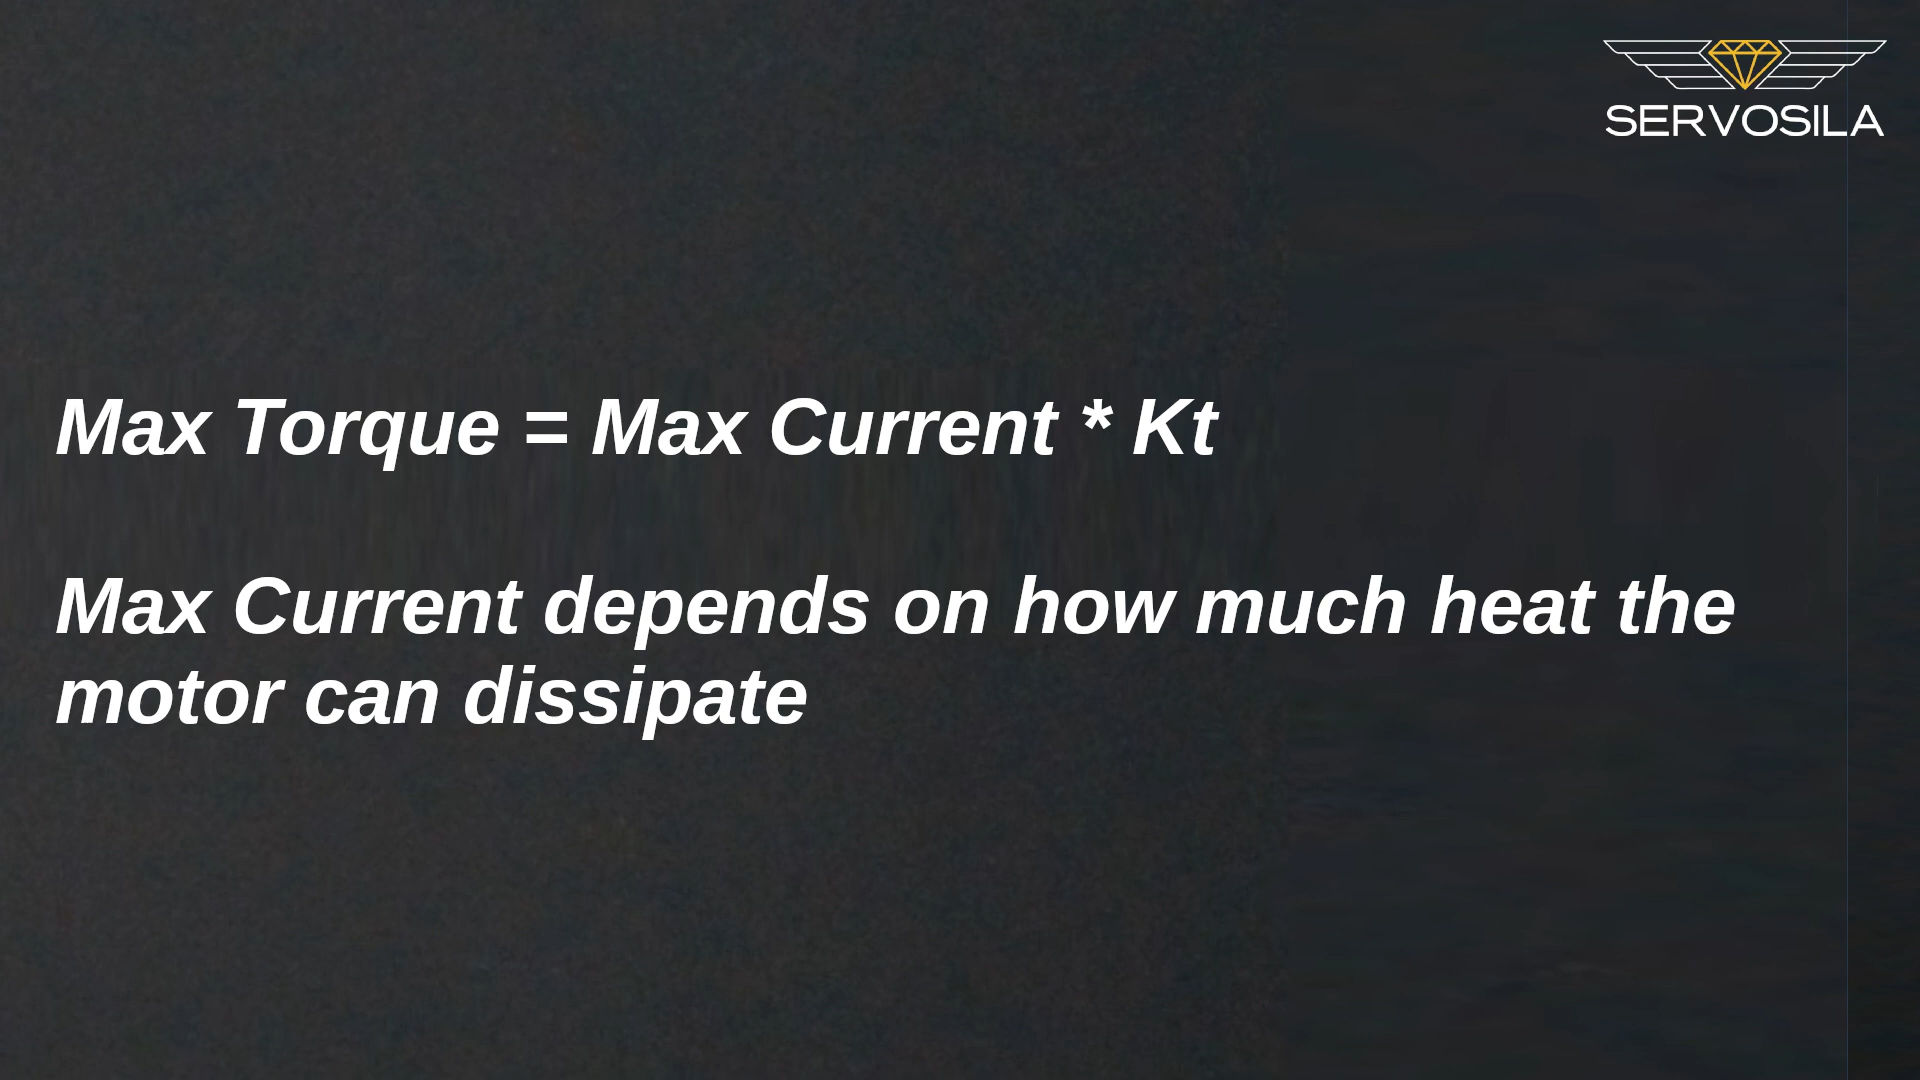 SERVOSILA
Max Torque = Max Current * Kt
Max Current depends on how much heat the
motor can dissipate